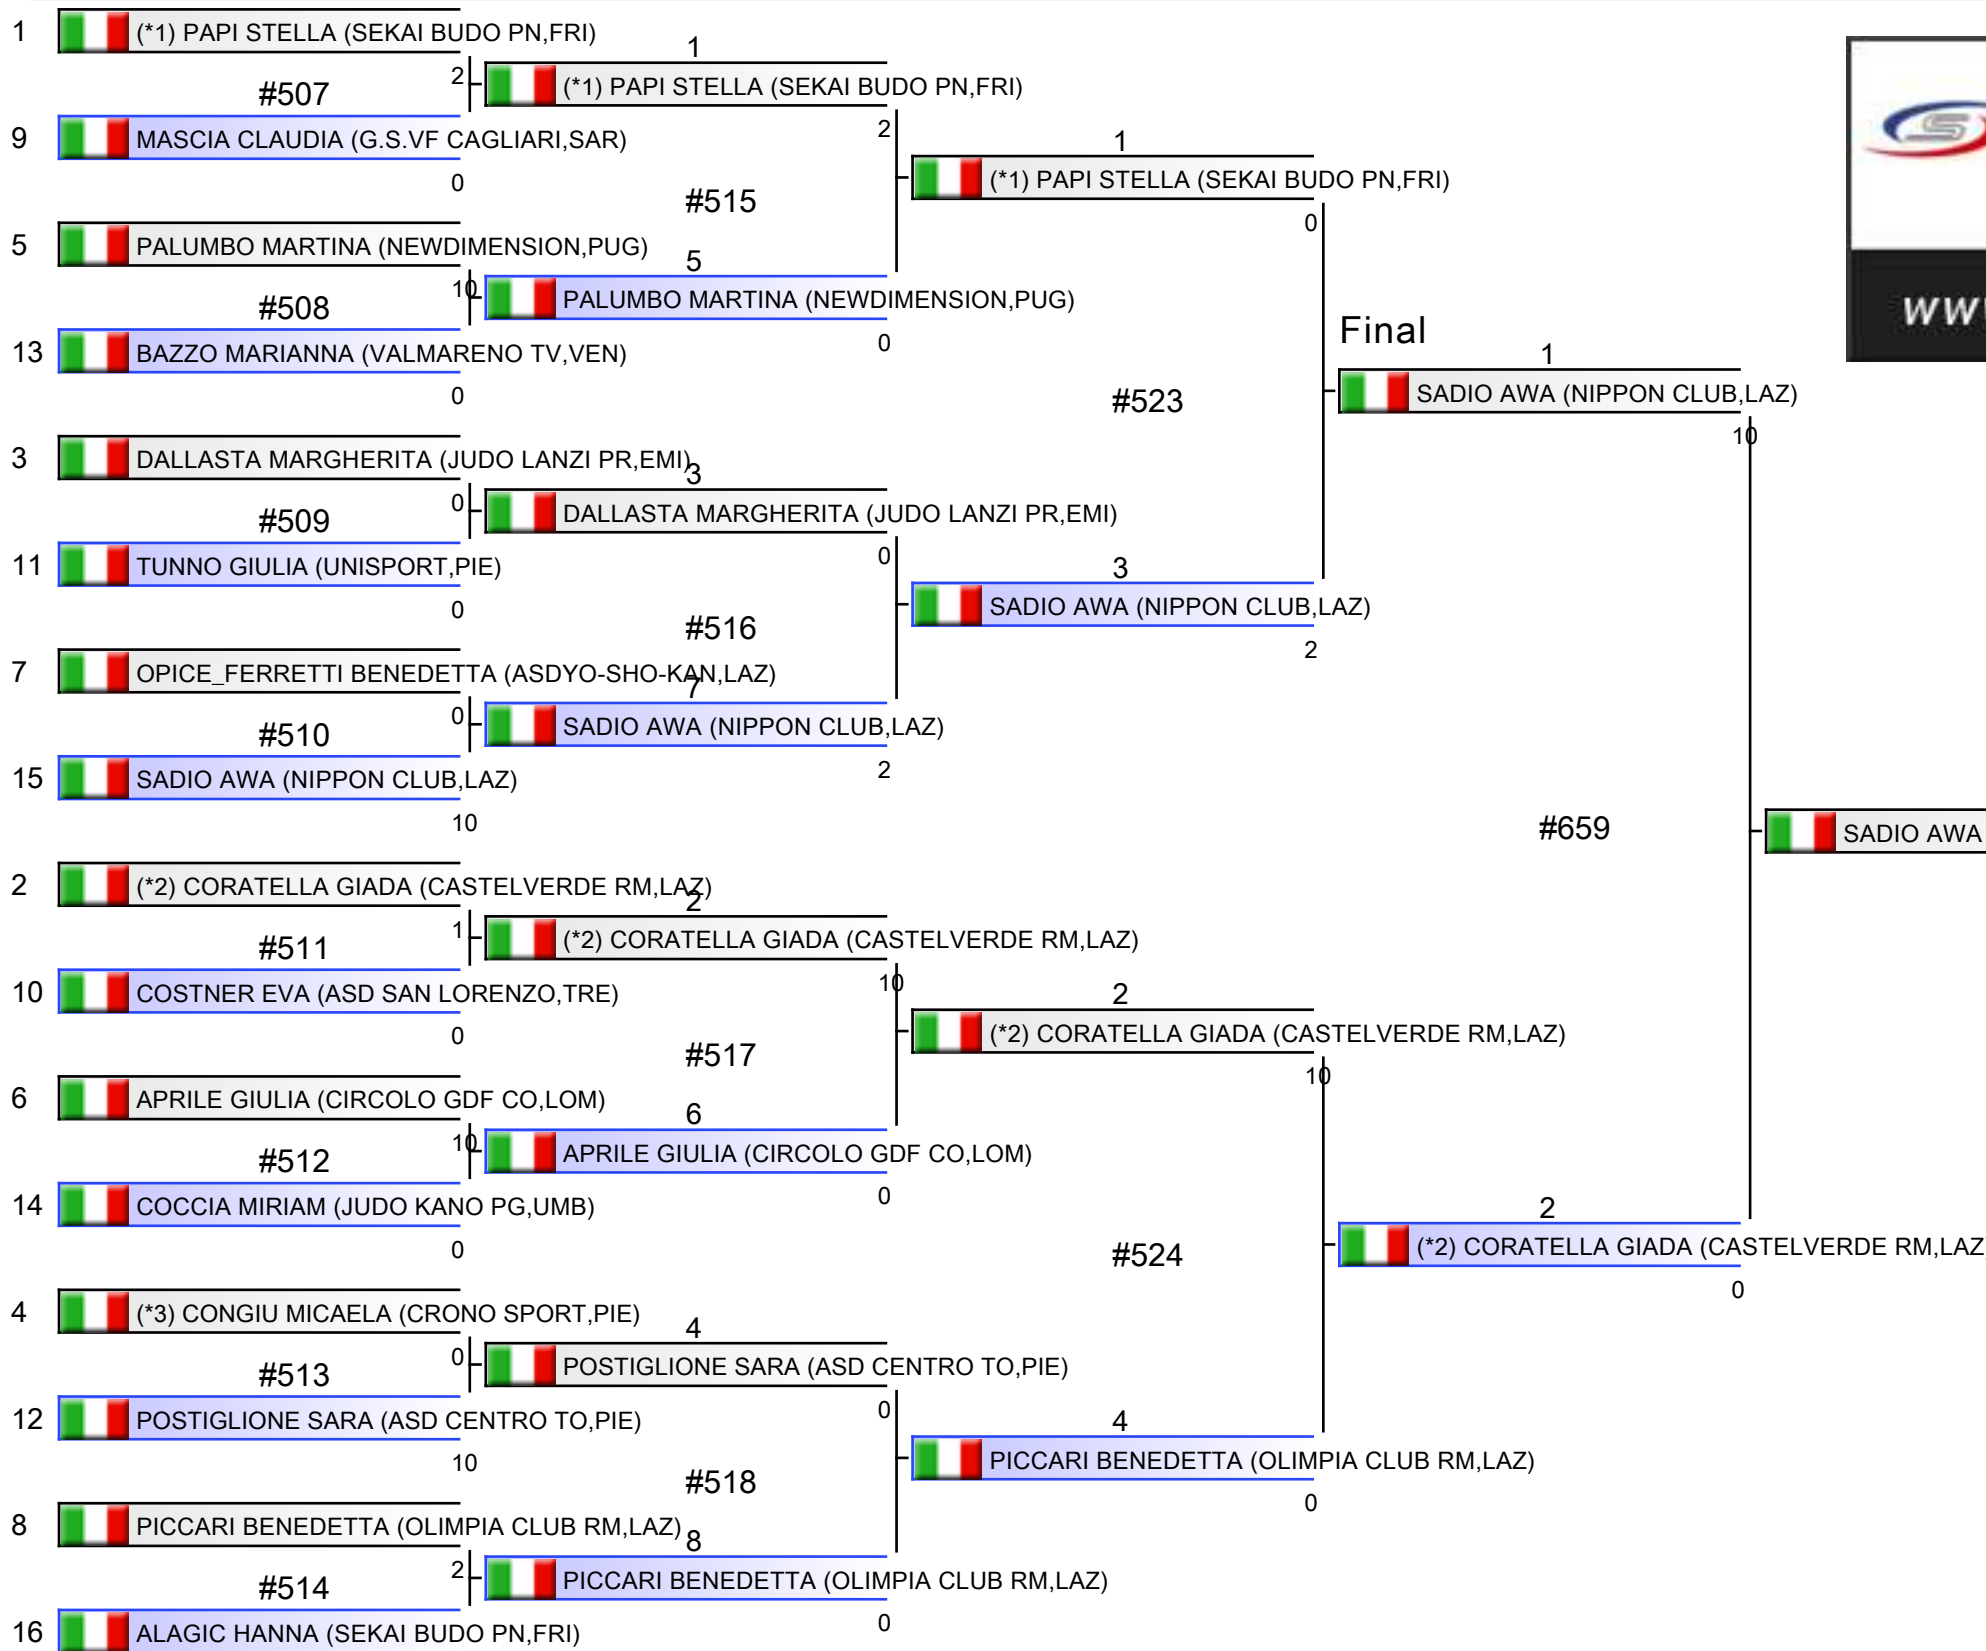 1 (*1) PAPI STELLA (SEKAI BUDO PN,FRI)
#507
2
9 MASCIA CLAUDIA (G.S.VF CAGLIARI,SAR)
0
5 PALUMBO MARTINA (NEWDIMENSION,PUG)
#508
10
13 BAZZO MARIANNA (VALMARENO TV,VEN)
0
3 DALLASTA MARGHERITA (JUDO LANZI PR,EMI)
#509
0
11 TUNNO GIULIA (UNISPORT,PIE)
0
7 OPICE_FERRETTI BENEDETTA (ASDYO-SHO-KAN,LAZ)
#510
0
15 SADIO AWA (NIPPON CLUB,LAZ)
10
2 (*2) CORATELLA GIADA (CASTELVERDE RM,LAZ)
#511
1
10 COSTNER EVA (ASD SAN LORENZO,TRE)
0
6 APRILE GIULIA (CIRCOLO GDF CO,LOM)
#512
10
14 COCCIA MIRIAM (JUDO KANO PG,UMB)
0
4 (*3) CONGIU MICAELA (CRONO SPORT,PIE)
#513
0
12 POSTIGLIONE SARA (ASD CENTRO TO,PIE)
10
8 PICCARI BENEDETTA (OLIMPIA CLUB RM,LAZ)
#514
2
16 ALAGIC HANNA (SEKAI BUDO PN,FRI)
1
(*1) PAPI STELLA (SEKAI BUDO PN,FRI)
2
#515
5
PALUMBO MARTINA (NEWDIMENSION,PUG)
0
3
DALLASTA MARGHERITA (JUDO LANZI PR,EMI)
0
#516
7
SADIO AWA (NIPPON CLUB,LAZ)
2
2
(*2) CORATELLA GIADA (CASTELVERDE RM,LAZ)
10
#517
6
APRILE GIULIA (CIRCOLO GDF CO,LOM)
0
4
POSTIGLIONE SARA (ASD CENTRO TO,PIE)
0
#518
8
PICCARI BENEDETTA (OLIMPIA CLUB RM,LAZ)
0
1
(*1) PAPI STELLA (SEKAI BUDO PN,FRI)
0
#523
3
SADIO AWA (NIPPON CLUB,LAZ)
2
2
(*2) CORATELLA GIADA (CASTELVERDE RM,LAZ)
10
#524
4
PICCARI BENEDETTA (OLIMPIA CLUB RM,LAZ)
0
Final
1
SADIO AWA (NIPPON CLUB,LAZ)
10
#659
2
(*2) CORATELLA GIADA (CASTELVERDE RM,LAZ
0
SADIO AWA
S